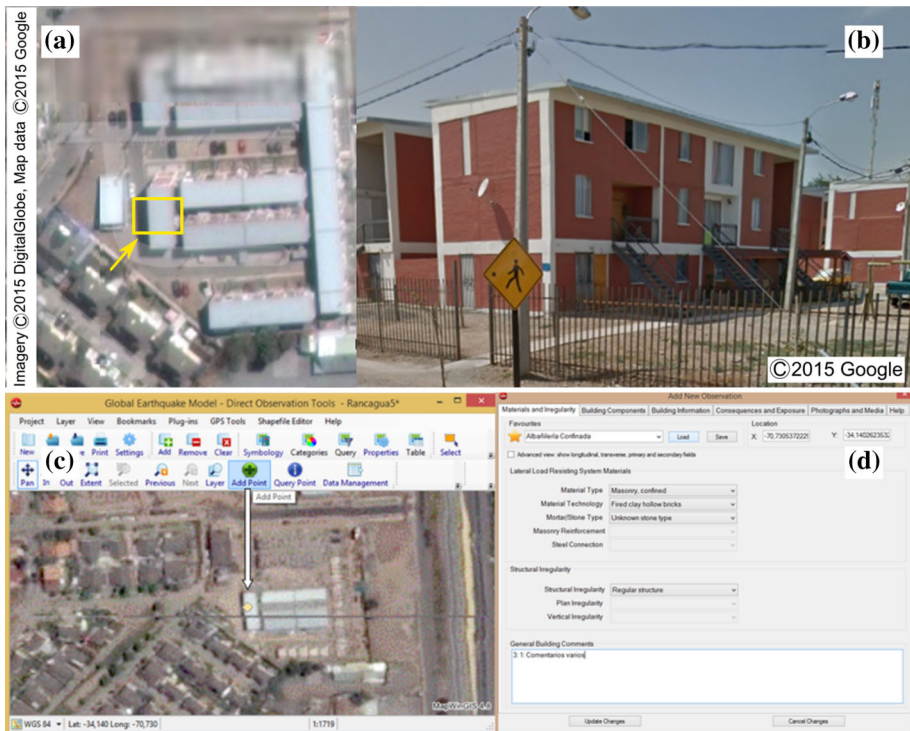 (a)
(b)
Imagery ©2015 DigitalGlobe, Map data ©2015 Google
©2015 Google
Global Earthquake Model - Direct Observation Tools - Rancagua5*
Project Layer View Bookmarks Plug-ins GPS Tools Shapefile Editor Help
New Print Settings Add Remove Clear Symbology Categories Query Properties Table Select
Pan In Out Extent Selected Previous Next Layer Add Point Query Point Data Management
Add Point
(c)
MapWinGIS 4.8
WGS 84 Lat: -34,140 Long: -70,730 1:1719
Add New Observation
Materials and Irregularity Building Components Building Information Consequences and Exposure Photographs and Media Help
Favourites Location
Albañilería Confinada Load Save X: -70,7305372225 Y: -34,1402623532
Advanced view: show longitudinal, transverse, primary and secondary fields
(d)
Lateral Load Resisting System Materials
Material Type Masonry, confined
Material Technology Fired clay hollow bricks
Mortar/Stone Type Unknown stone type
Masonry Reinforcement
Steel Connection
Structural Irregularity
Structural Irregularity Regular structure
Plan Irregularity
Vertical Irregularity
General Building Comments
3. 1. Comentarios varios
Update Changes Cancel Changes